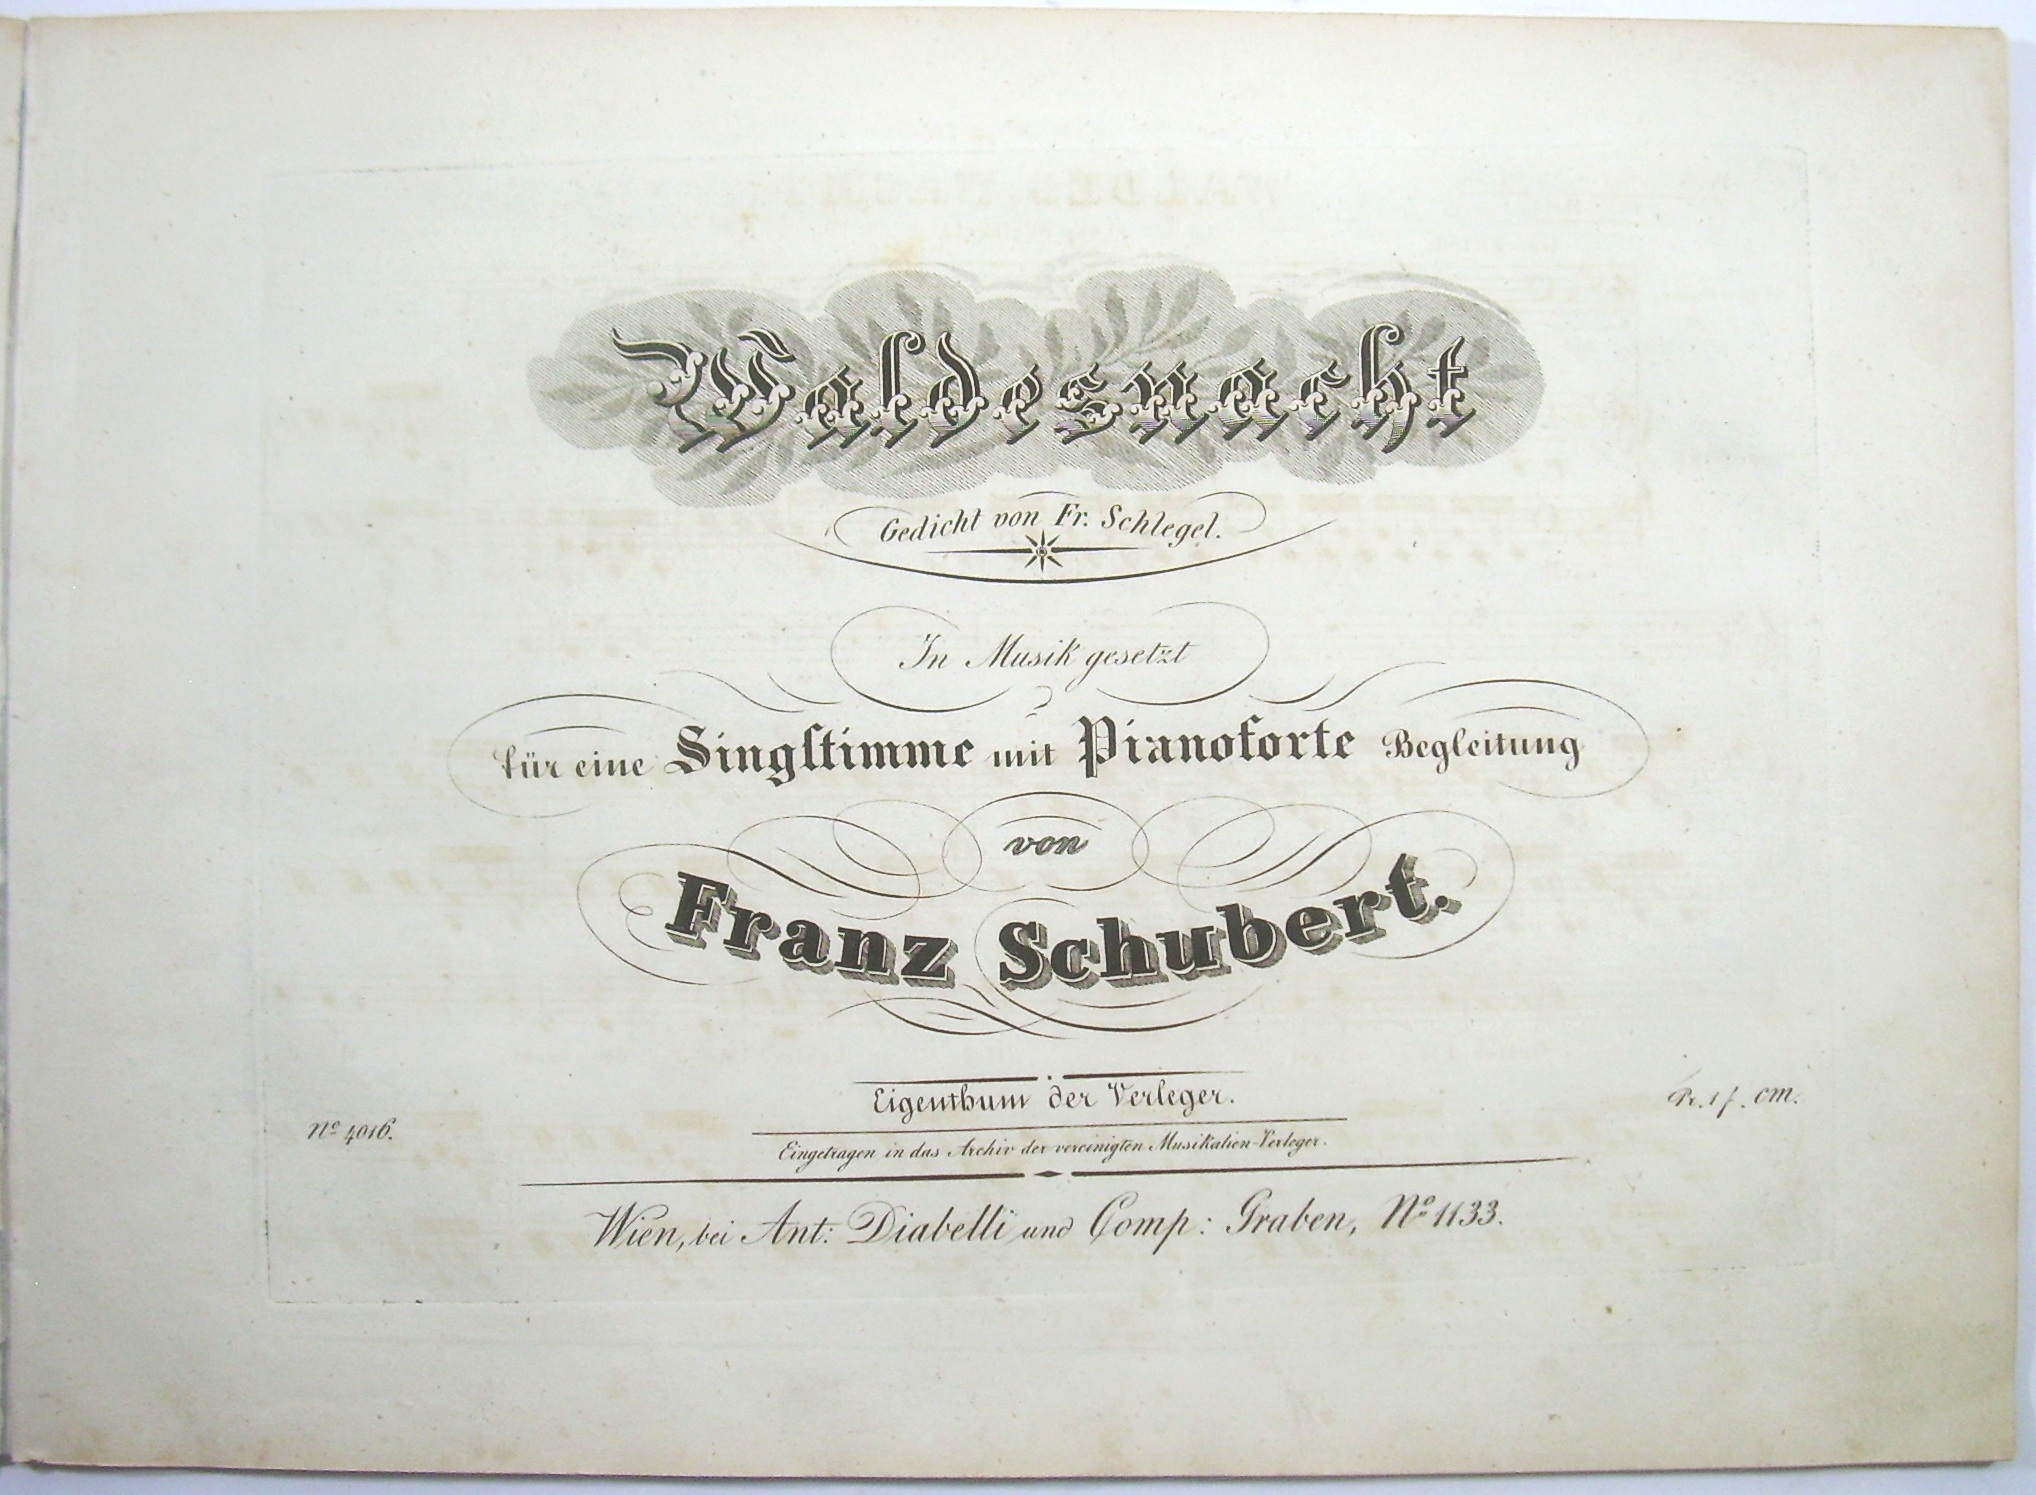 Waldesnacht
Gedicht von Fr. Schlegel.
In Musik gesetzt
für eine Singstimme mit Pianoforte Begleitung
von
Franz Schubert.
Eigenthum der Verleger.
Nº 4016.
Pr. 1 f. CM.
Eingetragen in das Archiv der vereinigten Musikalien-Verleger.
Wien, bei Ant: Diabelli und Comp: Graben, Nº 1133.